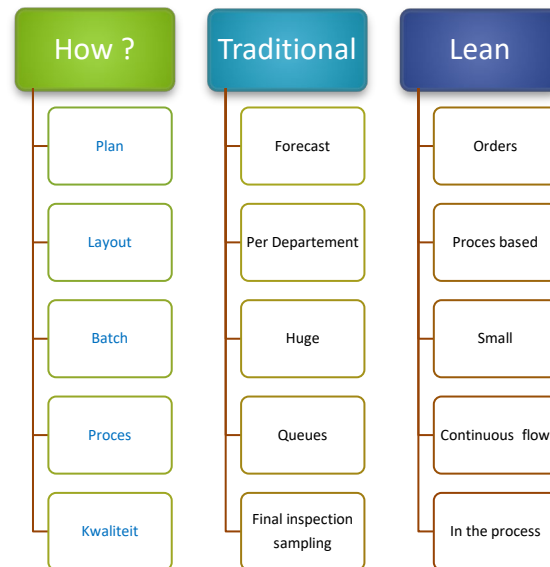 How ?
Traditional
Lean
Plan
Forecast
Orders
Layout
Per Departement
Proces based
Batch
Huge
Small
Proces
Queues
Continuous flow
Kwaliteit
Final inspection
sampling
In the process